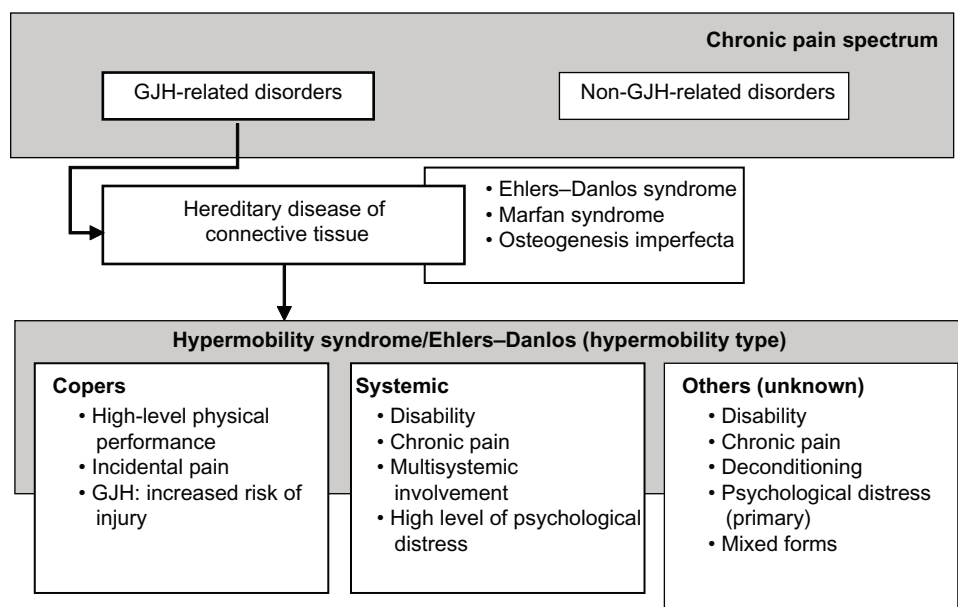 Chronic pain spectrum
GJH-related disorders
Non-GJH-related disorders
Hereditary disease of
connective tissue
• Ehlers–Danlos syndrome
• Marfan syndrome
• Osteogenesis imperfecta
Hypermobility syndrome/Ehlers–Danlos (hypermobility type)
Copers
• High-level physical
performance
• Incidental pain
• GJH: increased risk of
injury
Systemic
• Disability
• Chronic pain
• Multisystemic
involvement
• High level of psychological
distress
Others (unknown)
• Disability
• Chronic pain
• Deconditioning
• Psychological distress
(primary)
• Mixed forms